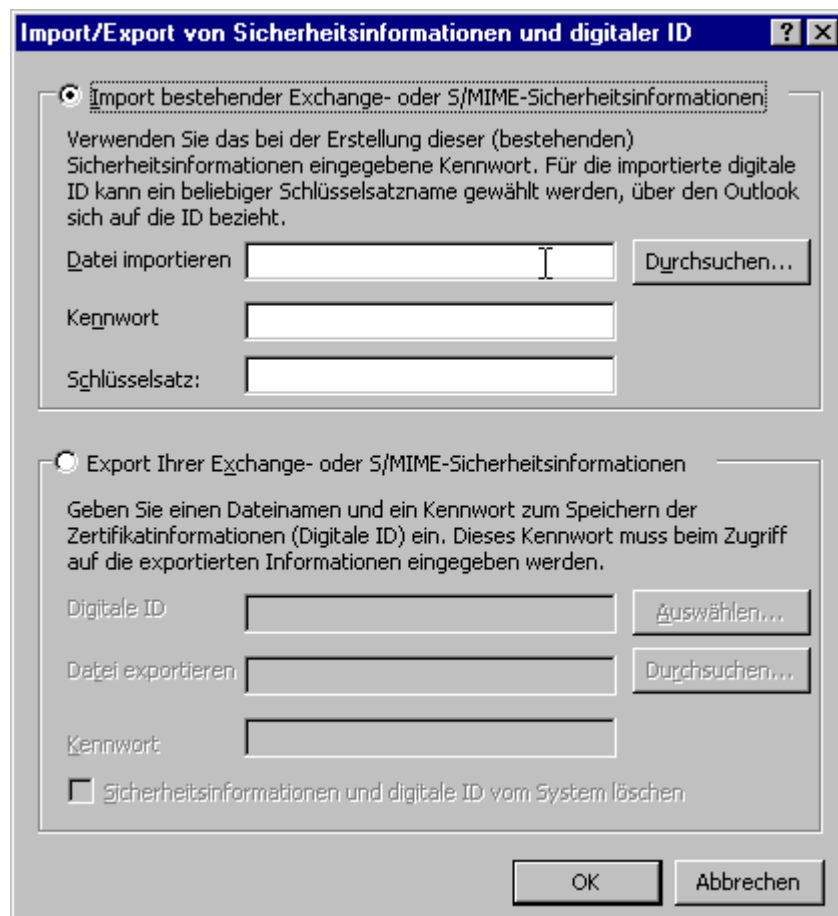 Import/Export von Sicherheitsinformationen und digitaler ID
Import bestehender Exchange- oder S/MIME-Sicherheitsinformationen
Verwenden Sie das bei der Erstellung dieser (bestehenden)
Sicherheitsinformationen eingegebene Kennwort. Für die importierte digitale
ID kann ein beliebiger Schlüsselsatzname gewählt werden, über den Outlook
sich auf die ID bezieht.
Datei importieren Durchsuchen...
Kennwort
Schlüsselsatz:
Export Ihrer Exchange- oder S/MIME-Sicherheitsinformationen
Geben Sie einen Dateinamen und ein Kennwort zum Speichern der
Zertifikatinformationen (Digitale ID) ein. Dieses Kennwort muss beim Zugriff
auf die exportierten Informationen eingegeben werden.
Digitale ID Auswählen...
Datei exportieren Durchsuchen...
Kennwort
Sicherheitsinformationen und digitale ID vom System löschen
OK Abbrechen